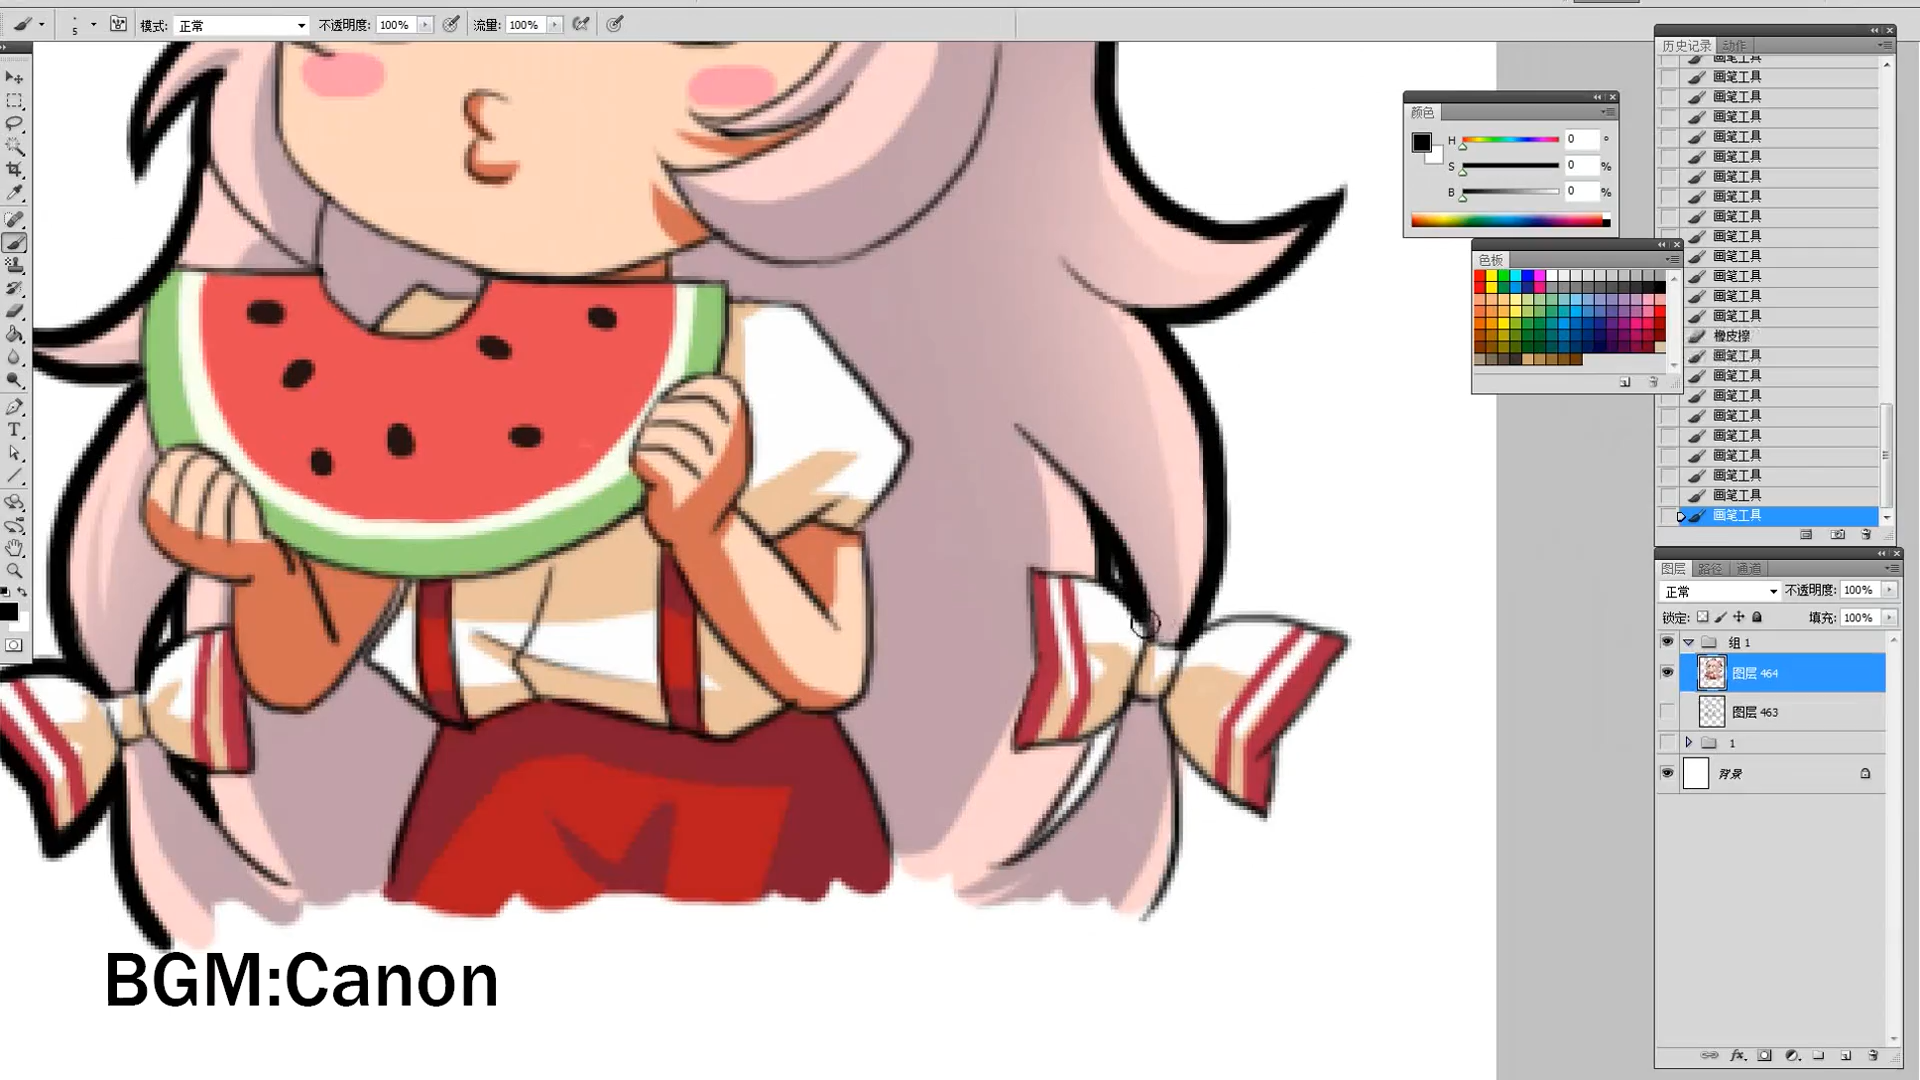 5
模式: 正常
不透明度: 100%
流量: 100%
历史记录 动作
画笔工具
画笔工具
画笔工具
画笔工具
画笔工具
画笔工具
画笔工具
画笔工具
画笔工具
画笔工具
画笔工具
画笔工具
画笔工具
画笔工具
橡皮擦
画笔工具
画笔工具
画笔工具
画笔工具
画笔工具
画笔工具
画笔工具
画笔工具
画笔工具
颜色
H 0 °
S 0 %
B 0 %
色板
图层 路径 通道
正常 不透明度: 100%
锁定: 填充: 100%
组 1
图层 464
图层 463
1
背景
T
fx
BGM:Canon